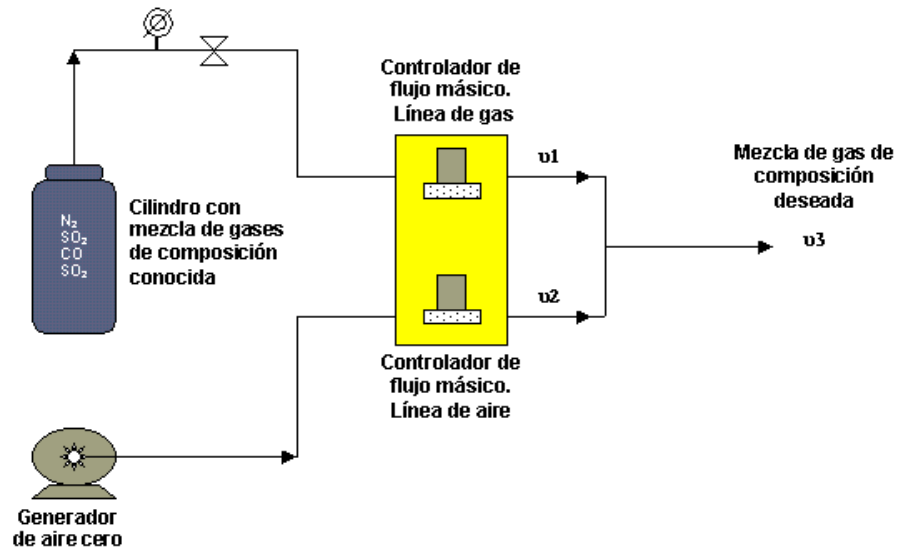 Controlador de
flujo másico.
Línea de gas
υ1
Mezcla de gas de
composición
deseada
υ3
N₂
SO₂
CO
SO₂
Cilindro con
mezcla de gases
de composición
conocida
υ2
Controlador de
flujo másico.
Línea de aire
Generador
de aire cero